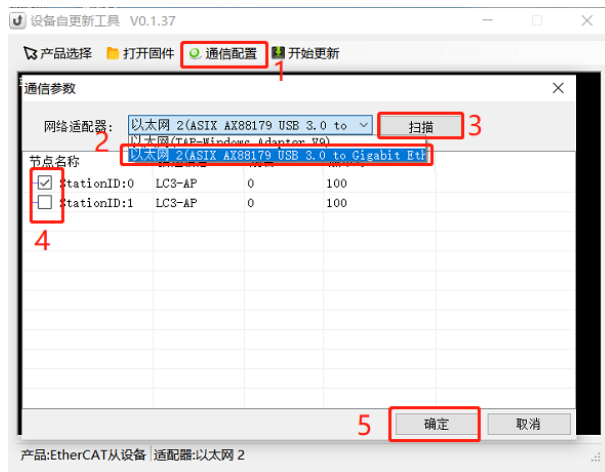 设备自更新工具 V0.1.37
产品选择 打开固件 通信配置 开始更新
1
通信参数
网络适配器: 以太网 2(ASIX AX88179 USB 3.0 to 扫描 3
2 以太网(TAP-Windows Adaptor V9)
以太网 2(ASIX AX88179 USB 3.0 to Gigabit Eth
节点名称
StationID:0 LC3-AP 0 100
StationID:1 LC3-AP 0 100
4
5 确定 取消
产品:EtherCAT从设备 适配器:以太网 2